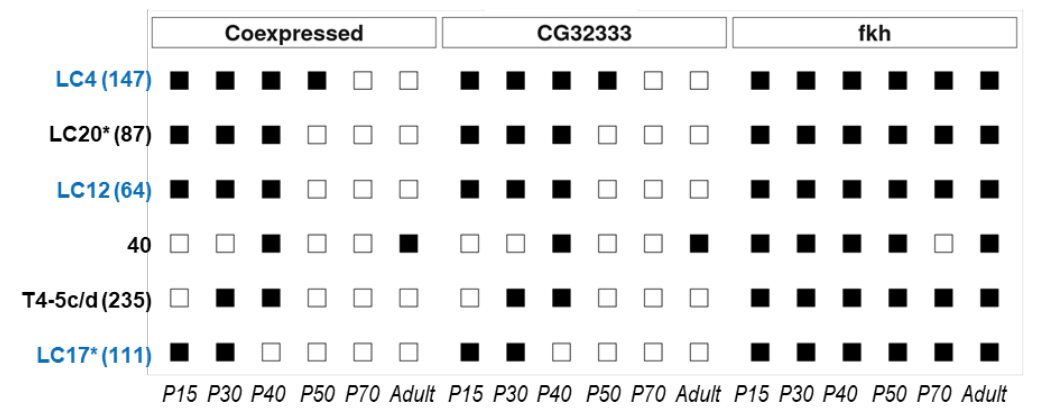 Coexpressed CG32333 fkh
LC4 (147)
LC20* (87)
LC12 (64)
40
T4-5c/d (235)
LC17* (111)
P15 P30 P40 P50 P70 Adult P15 P30 P40 P50 P70 Adult P15 P30 P40 P50 P70 Adult